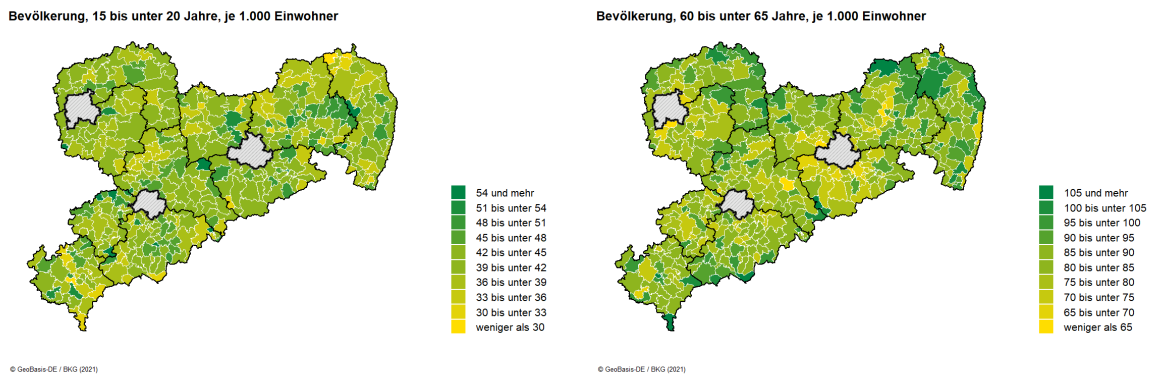 Bevölkerung, 15 bis unter 20 Jahre, je 1.000 Einwohner
54 und mehr
51 bis unter 54
48 bis unter 51
45 bis unter 48
42 bis unter 45
39 bis unter 42
36 bis unter 39
33 bis unter 36
30 bis unter 33
weniger als 30
© GeoBasis-DE / BKG (2021)
Bevölkerung, 60 bis unter 65 Jahre, je 1.000 Einwohner
105 und mehr
100 bis unter 105
95 bis unter 100
90 bis unter 95
85 bis unter 90
80 bis unter 85
75 bis unter 80
70 bis unter 75
65 bis unter 70
weniger als 65
© GeoBasis-DE / BKG (2021)